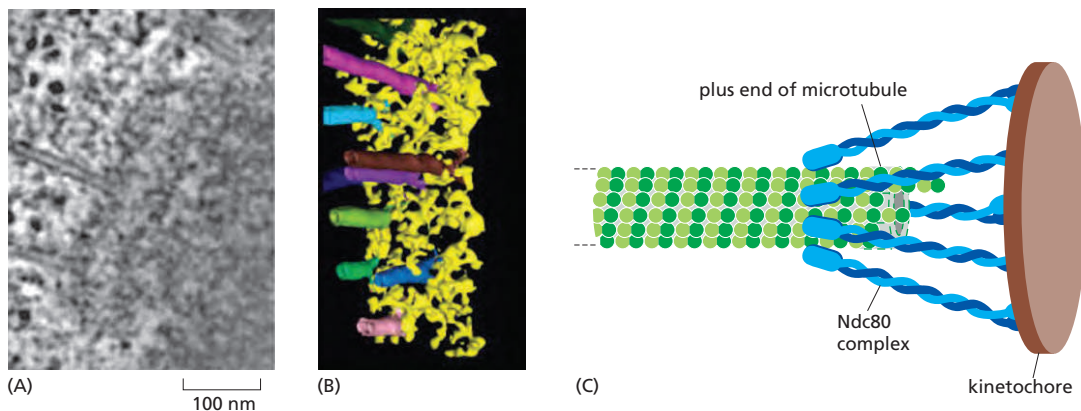 plus end of microtubule
Ndc80
complex
kinetochore
(A)
100 nm
(B)
(C)